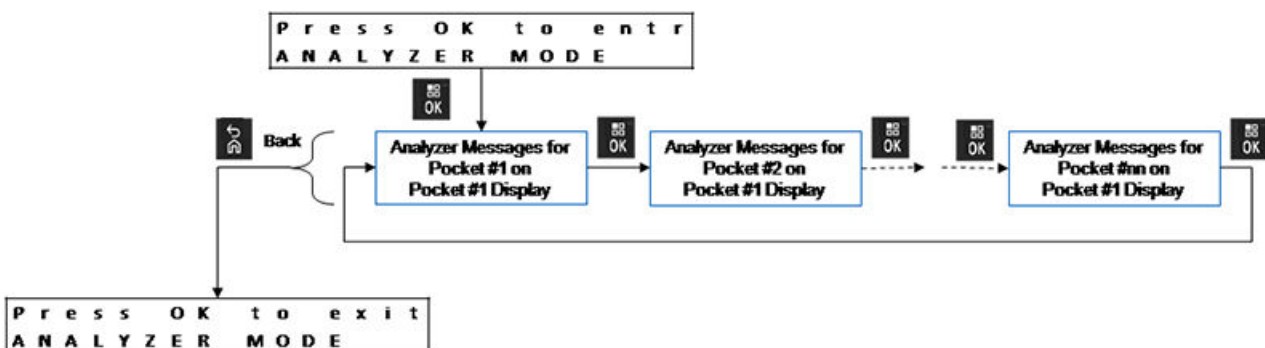 Press OK to entr
ANALYZER MODE
OK
Back
Analyzer Messages for
Pocket #1 on
Pocket #1 Display
OK
Analyzer Messages for
Pocket #2 on
Pocket #1 Display
OK
OK
Analyzer Messages for
Pocket #nn on
Pocket #1 Display
OK
Press OK to exit
ANALYZER MODE